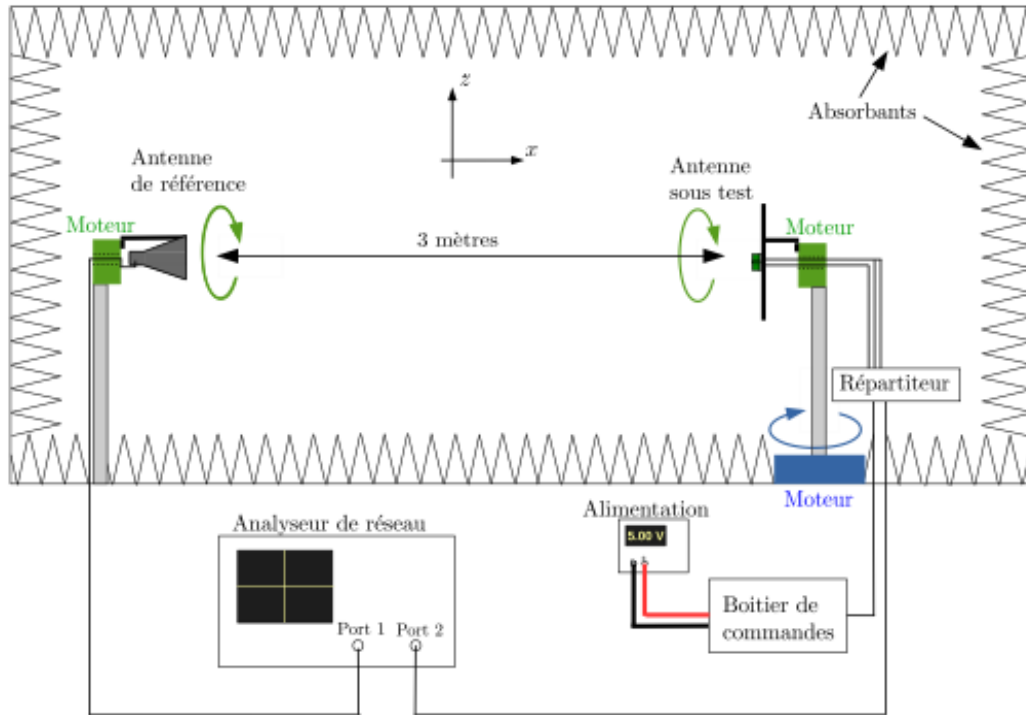 z
x
Absorbants
Antenne
de référence
Antenne
sous test
Moteur
Moteur
3 mètres
Répartiteur
Moteur
Analyseur de réseau
Alimentation
5.00 V
Port 1
Port 2
Boitier de
commandes